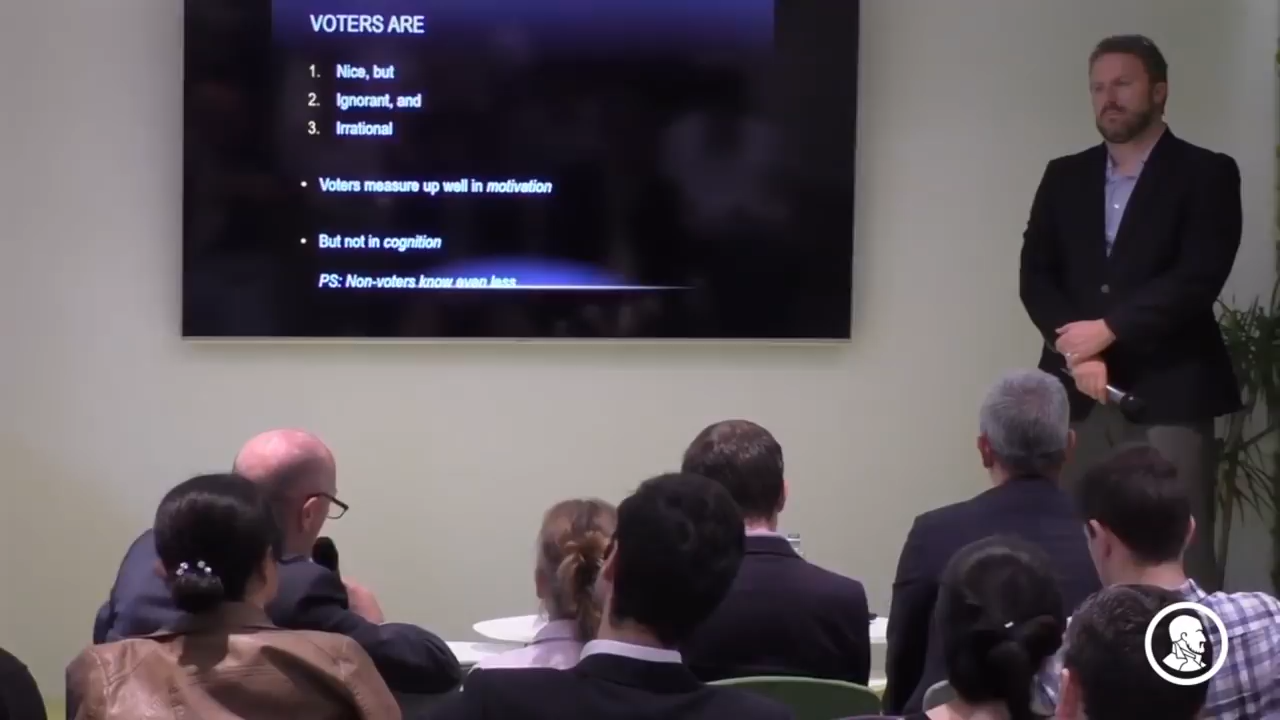 VOTERS ARE
1. Nice, but
2. Ignorant, and
3. Irrational
• Voters measure up well in motivation
• But not in cognition
PS: Non-voters know even less